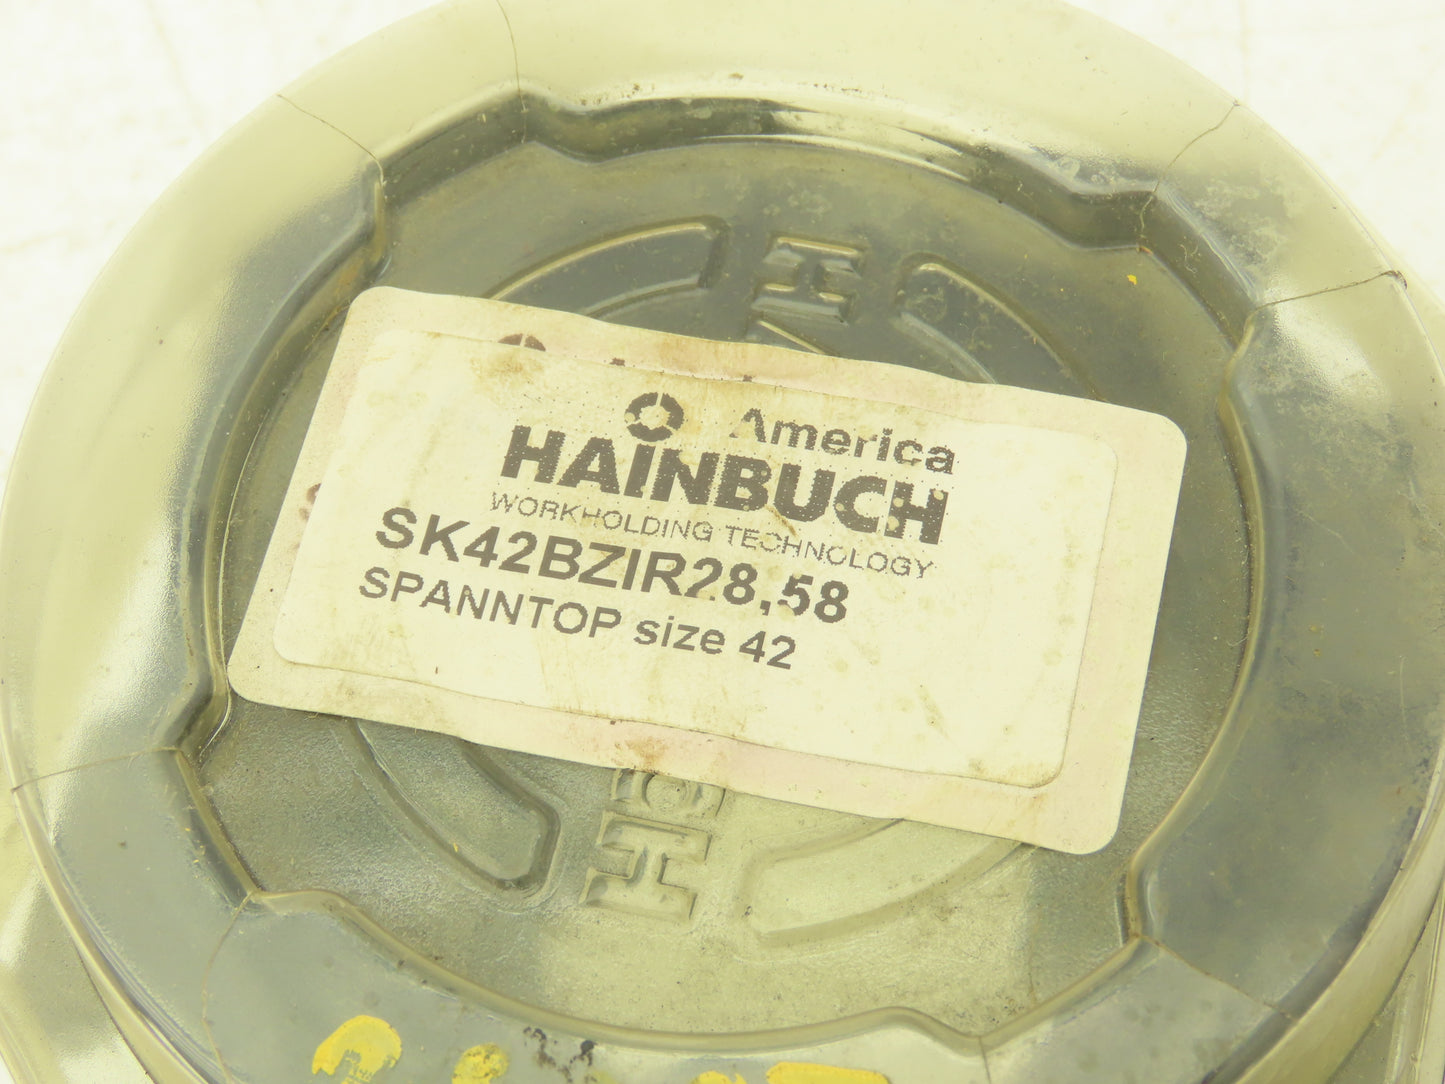 America
HAINBUCH
WORKHOLDING TECHNOLOGY
SK42BZIR28,58
SPANNTOP size 42